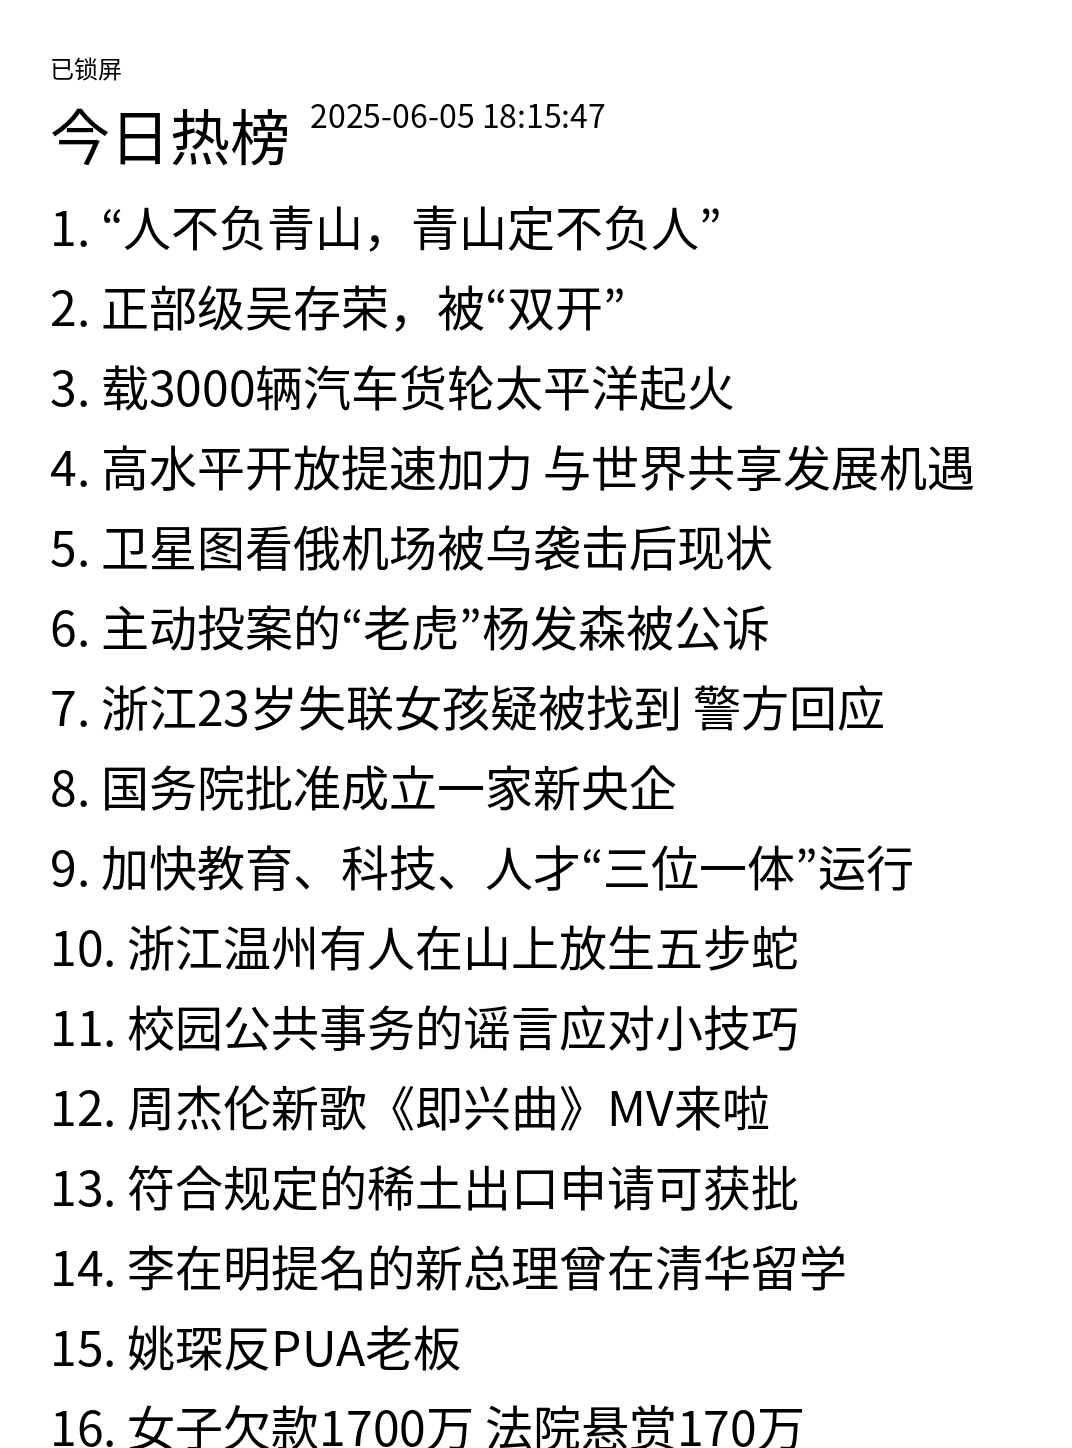 已锁屏
今日热榜 2025-06-05 18:15:47
1. “人不负青山，青山定不负人”
2. 正部级吴存荣，被“双开”
3. 载3000辆汽车货轮太平洋起火
4. 高水平开放提速加力 与世界共享发展机遇
5. 卫星图看俄机场被乌袭击后现状
6. 主动投案的“老虎”杨发森被公诉
7. 浙江23岁失联女孩疑被找到 警方回应
8. 国务院批准成立一家新央企
9. 加快教育、科技、人才“三位一体”运行
10. 浙江温州有人在山上放生五步蛇
11. 校园公共事务的谣言应对小技巧
12. 周杰伦新歌《即兴曲》MV来啦
13. 符合规定的稀土出口申请可获批
14. 李在明提名的新总理曾在清华留学
15. 姚琛反PUA老板
16. 女子欠款1700万 法院悬赏170万